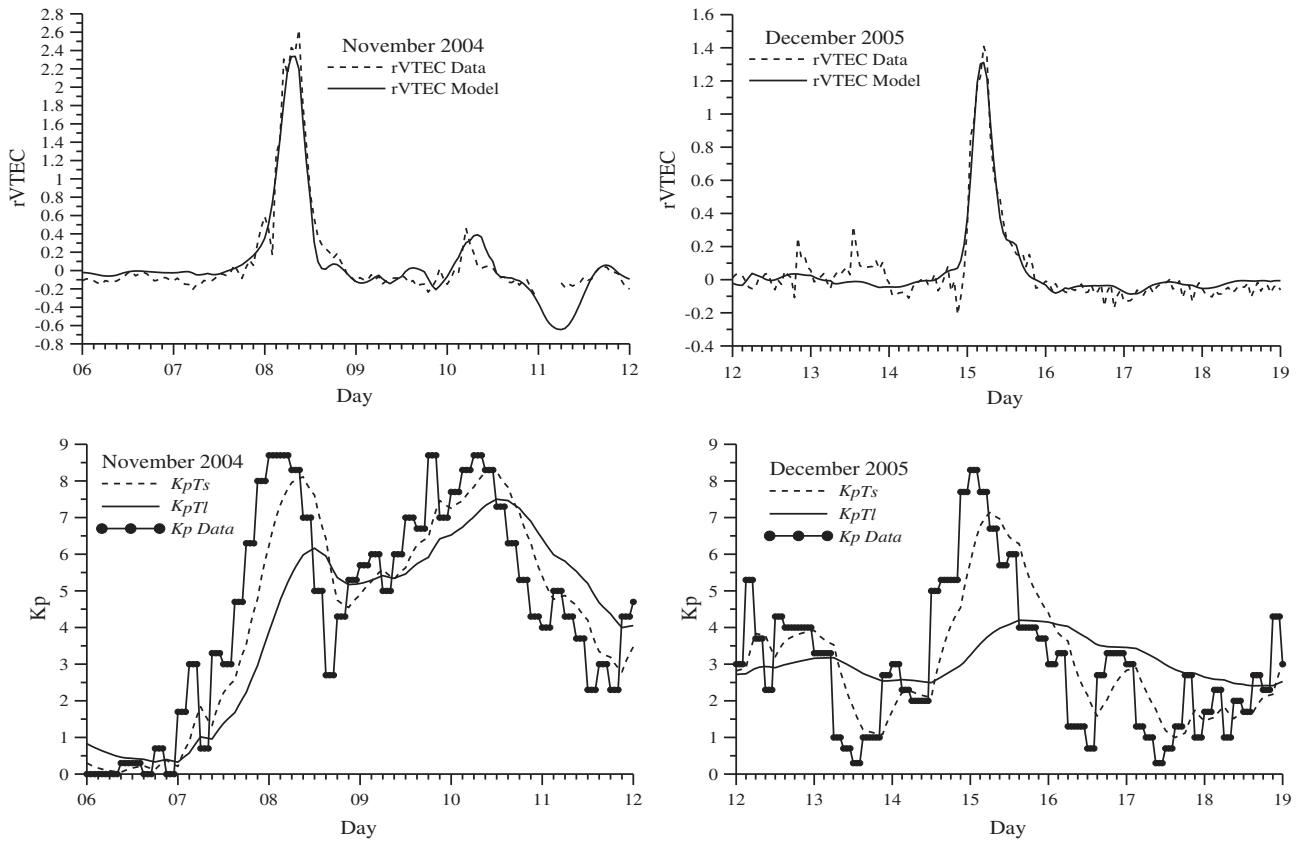 2.8
2.6
2.4
2.2
2
1.8
1.6
1.4
1.2
1
0.8
0.6
0.4
0.2
0
-0.2
-0.4
-0.6
-0.8
rVTEC
November 2004
rVTEC Data
rVTEC Model
06 07 08 09 10 11 12
Day
1.6
1.4
1.2
1
0.8
0.6
0.4
0.2
0
-0.2
-0.4
rVTEC
December 2005
rVTEC Data
rVTEC Model
12 13 14 15 16 17 18 19
Day
9
8
7
6
5
4
3
2
1
0
Kp
November 2004
KpTs
KpTl
Kp Data
06 07 08 09 10 11 12
Day
9
8
7
6
5
4
3
2
1
0
Kp
December 2005
KpTs
KpTl
Kp Data
12 13 14 15 16 17 18 19
Day